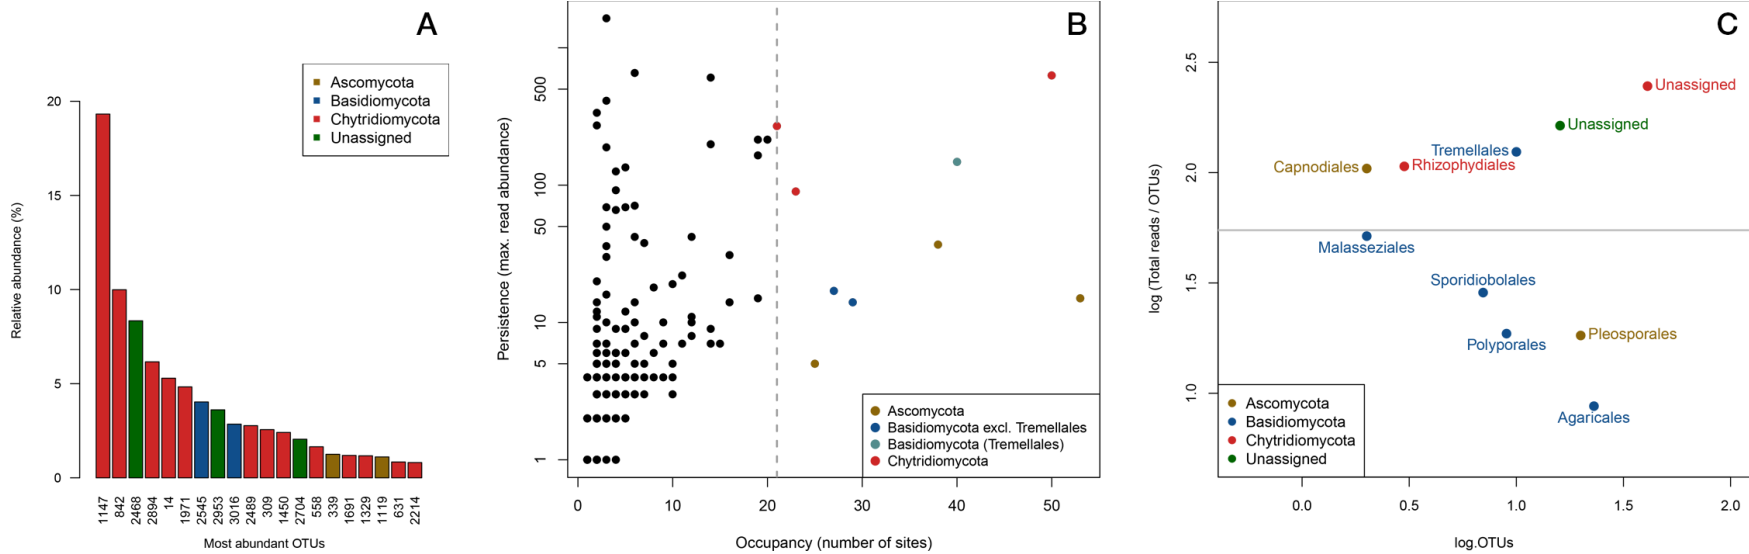 A
Ascomycota
Basidiomycota
Chytridiomycota
Unassigned
Relative abundance (%)
20
15
10
5
0
1147 842 2468 2894 14 1971 2545 2953 3016 2489 309 1450 2704 558 339 1691 1329 1119 631 2214
Most abundant OTUs
B
Persistence (max. read abundance)
500
100
50
10
5
1
Ascomycota
Basidiomycota excl. Tremellales
Basidiomycota (Tremellales)
Chytridiomycota
0 10 20 30 40 50
Occupancy (number of sites)
C
log (Total reads / OTUs)
2.5
2.0
1.5
1.0
Unassigned
Unassigned
Tremellales
Capnodiales
Rhizophydiales
Malasseziales
Sporidiobolales
Pleosporales
Polyporales
Agaricales
Ascomycota
Basidiomycota
Chytridiomycota
Unassigned
0.0 0.5 1.0 1.5 2.0
log.OTUs